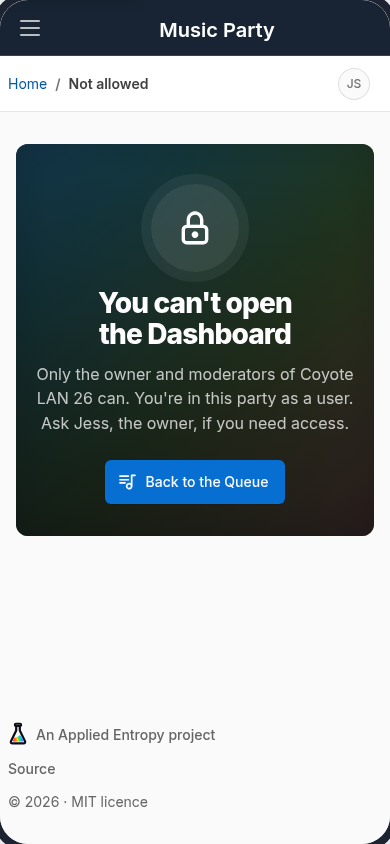 Music Party
Home / Not allowed
JS
You can't open
the Dashboard
Only the owner and moderators of Coyote
LAN 26 can. You're in this party as a user.
Ask Jess, the owner, if you need access.
Back to the Queue
An Applied Entropy project
Source
© 2026 · MIT licence